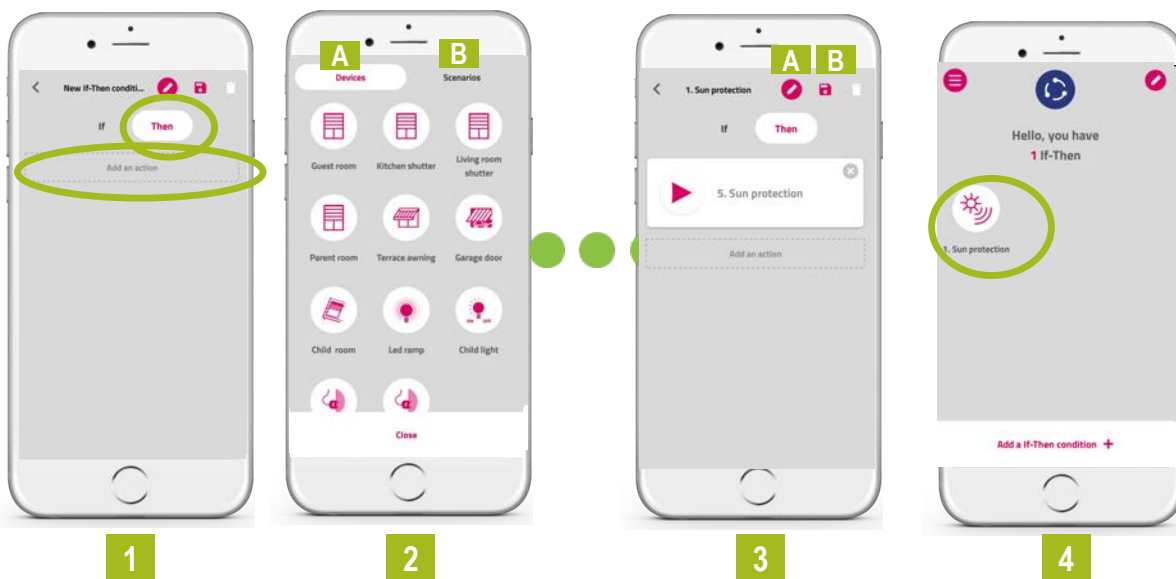 New If-Then conditi...
If
Then
Add an action
1
A
B
Devices
Scenarios
Guest room
Kitchen shutter
Living room
shutter
Parent room
Terrace awning
Garage door
Child room
Led ramp
ON
OFF
Child light
α
α
Close
2
A
B
1. Sun protection
If
Then
5. Sun protection
Add an action
3
Hello, you have
1 If-Then
1. Sun protection
Add a If-Then condition +
4